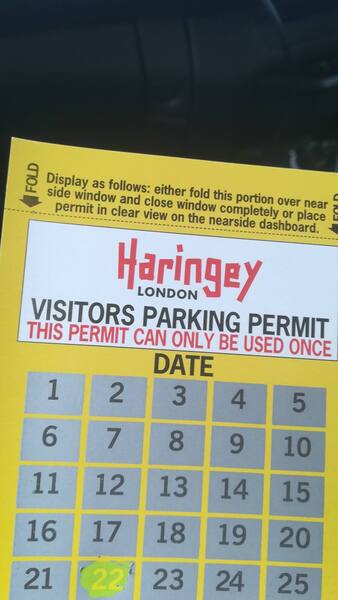 FOLD
Display as follows: either fold this portion over near
side window and close window completely or place
permit in clear view on the nearside dashboard.
Haringey
LONDON
VISITORS PARKING PERMIT
THIS PERMIT CAN ONLY BE USED ONCE
DATE
1 2 3 4 5
6 7 8 9 10
11 12 13 14 15
16 17 18 19 20
21 22 23 24 25